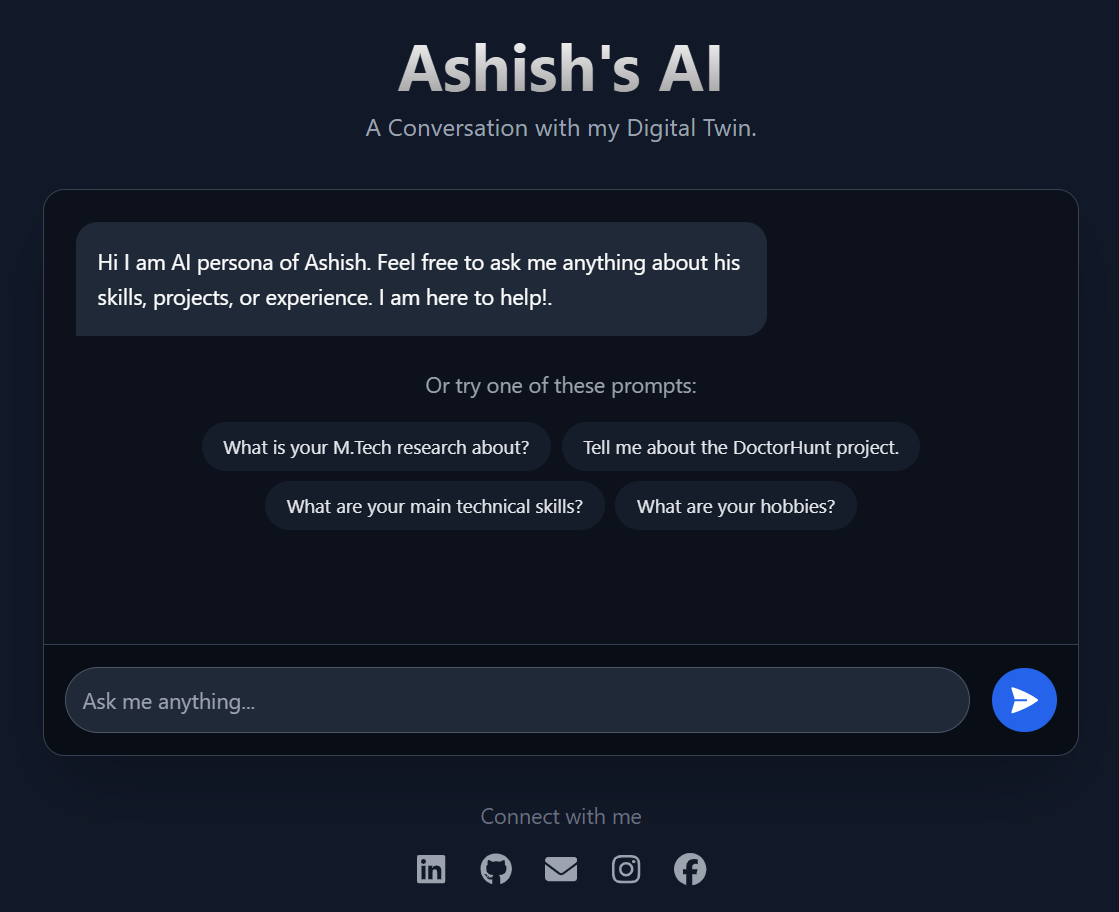 Ashish's AI
A Conversation with my Digital Twin.
Hi I am AI persona of Ashish. Feel free to ask me anything about his
skills, projects, or experience. I am here to help!.
Or try one of these prompts:
What is your M.Tech research about?
Tell me about the DoctorHunt project.
What are your main technical skills?
What are your hobbies?
Ask me anything...
Connect with me